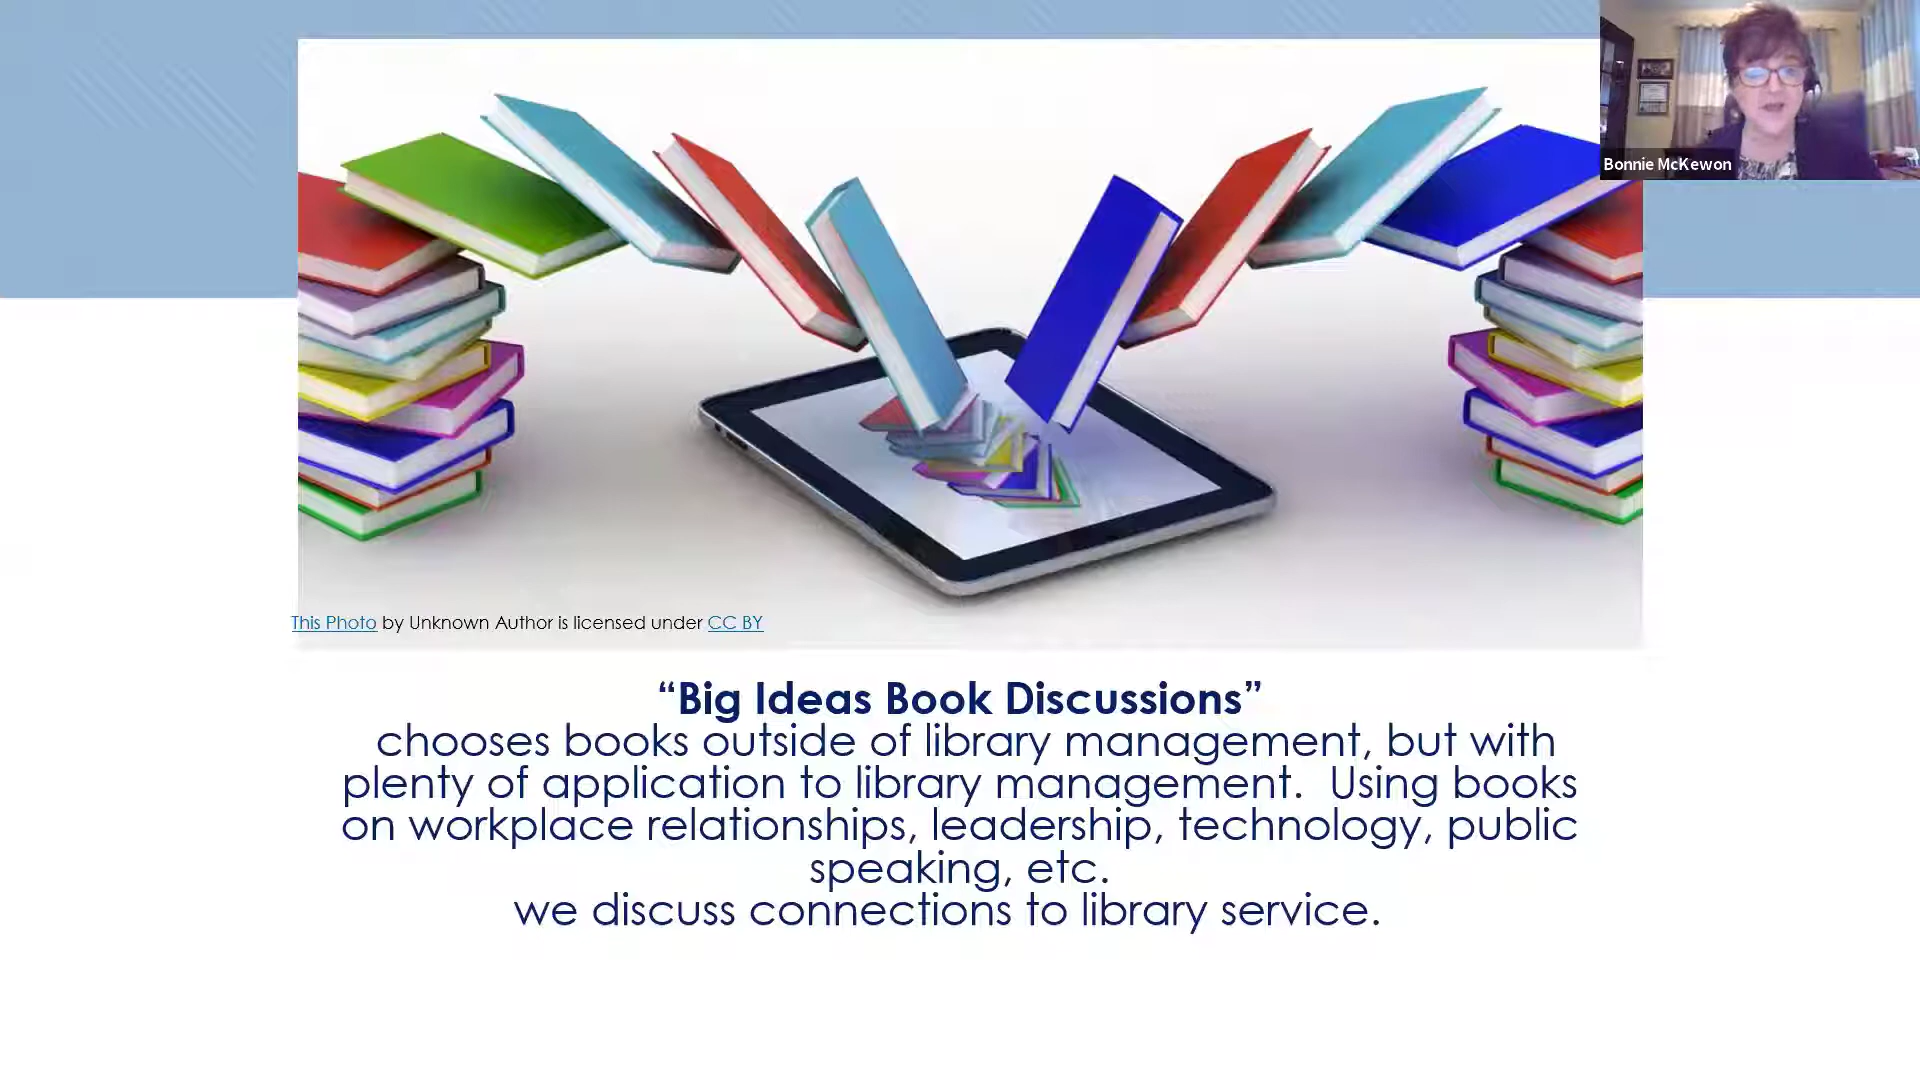 Bonnie McKewon
This Photo by Unknown Author is licensed under CC BY
“Big Ideas Book Discussions”
chooses books outside of library management, but with
plenty of application to library management.  Using books
on workplace relationships, leadership, technology, public
speaking, etc.
we discuss connections to library service.